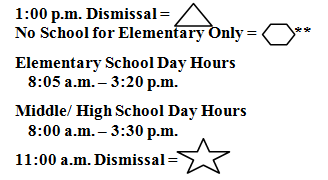 1:00 p.m. Dismissal =
No School for Elementary Only = **
Elementary School Day Hours
8:05 a.m. – 3:20 p.m.
Middle/ High School Day Hours
8:00 a.m. – 3:30 p.m.
11:00 a.m. Dismissal =